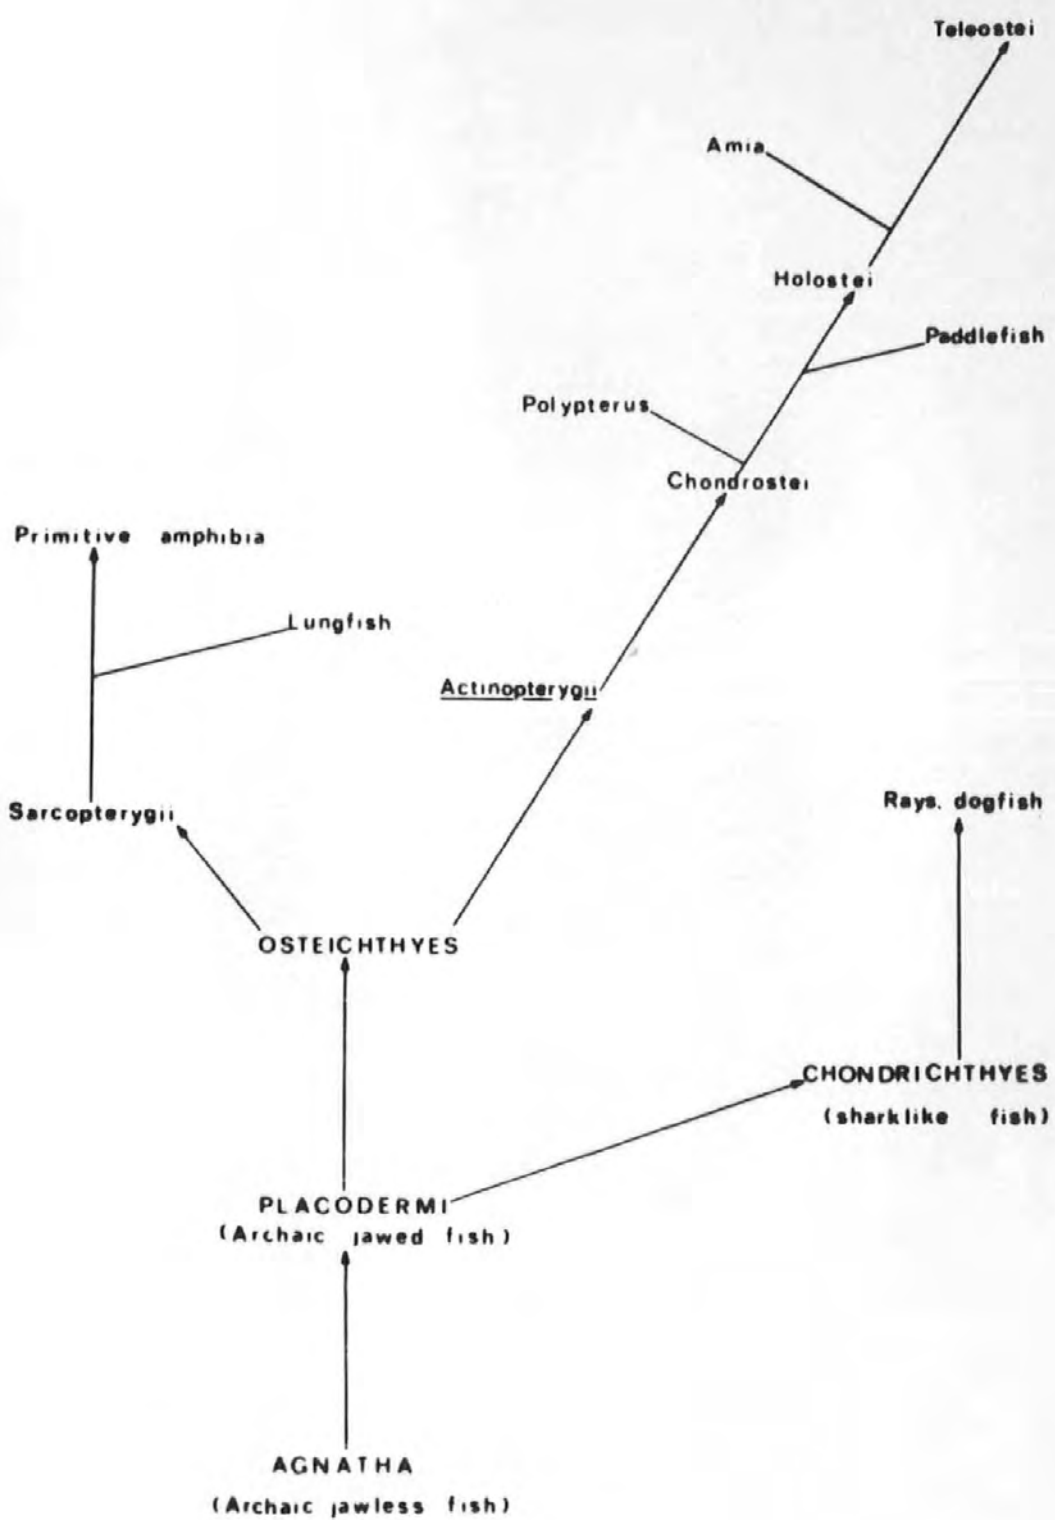 Teleostei
Amia
Holostei
Paddlefish
Polypterus
Chondrostei
Primitive amphibia
Lungfish
Actinopterygii
Rays. dogfish
Sarcopterygii
OSTEICHTHYES
CHONDRICHTHYES
(sharklike fish)
PLACODERMI
(Archaic jawed fish)
AGNATHA
(Archaic jawless fish)